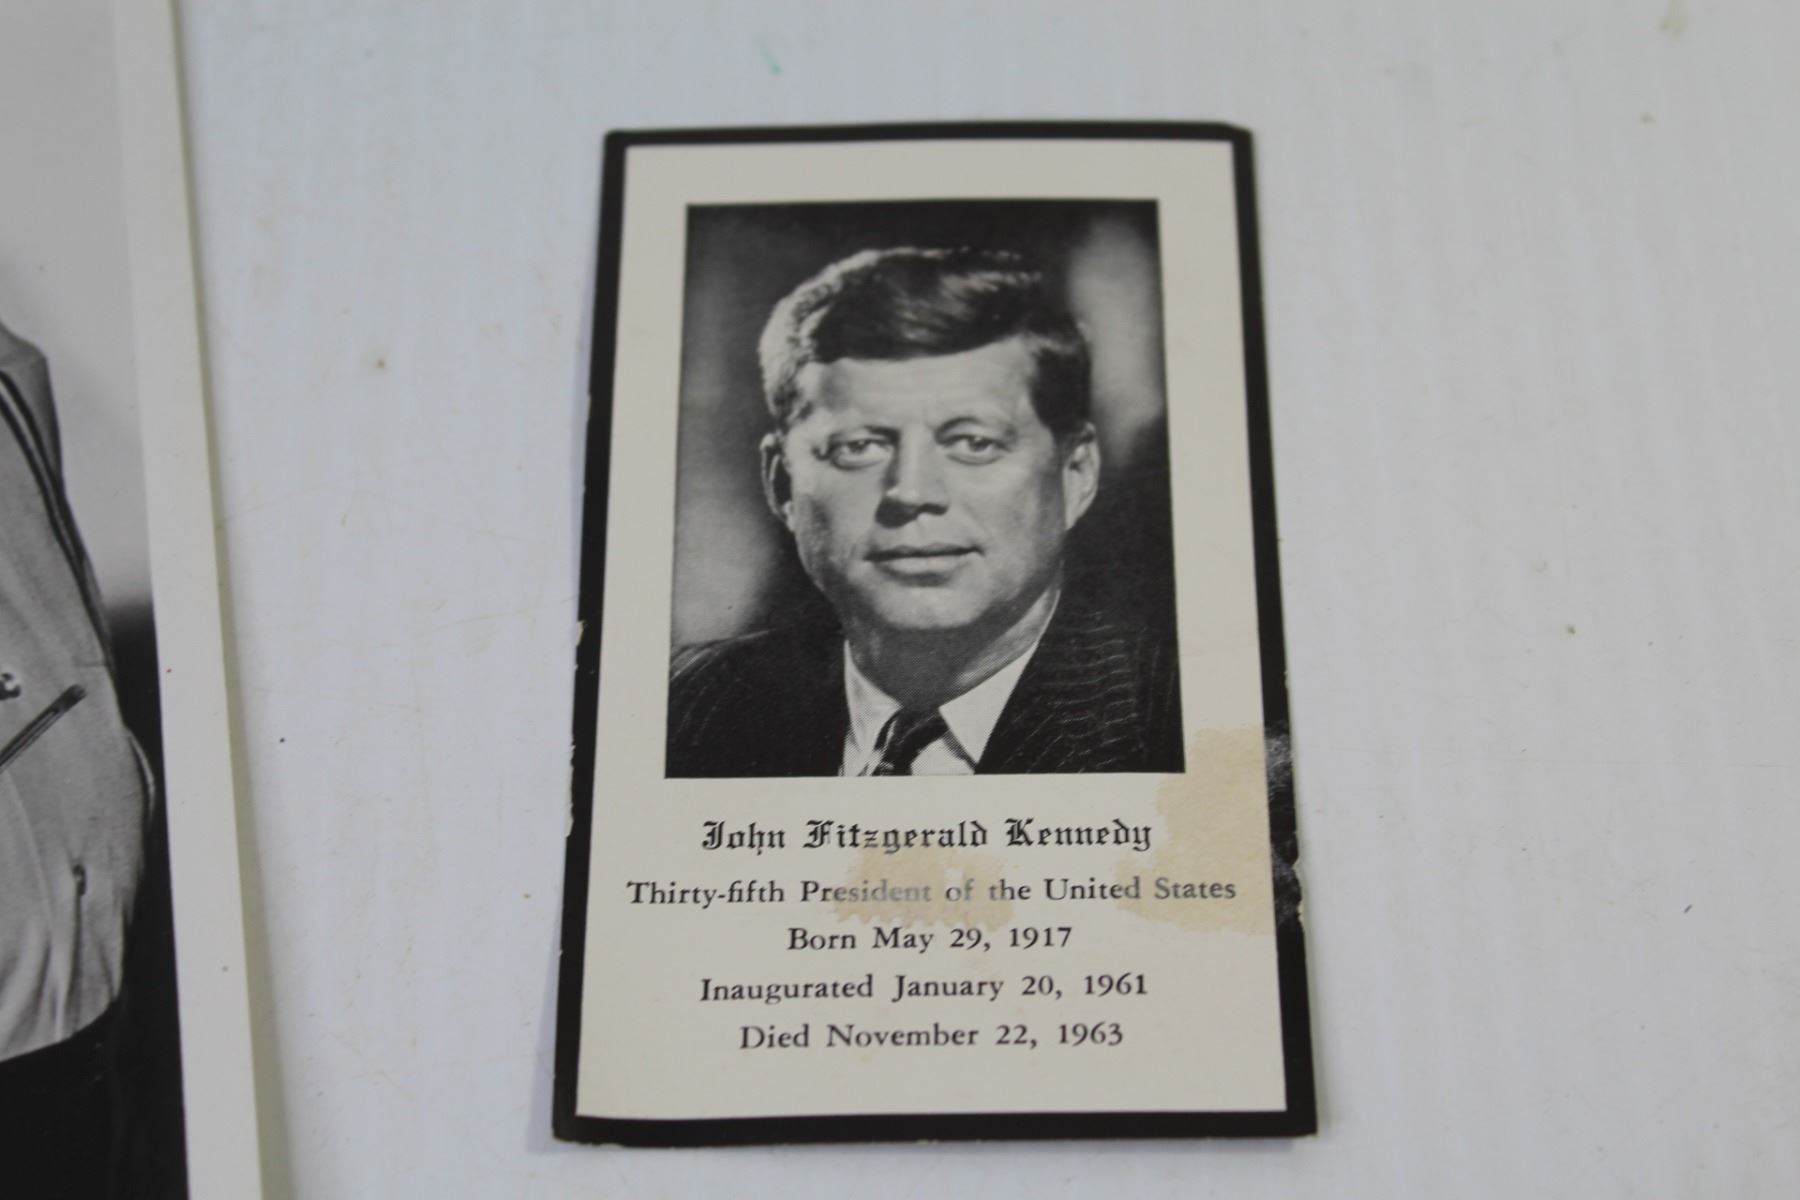 John Fitzgerald Kennedy
Thirty-fifth President of the United States
Born May 29, 1917
Inaugurated January 20, 1961
Died November 22, 1963